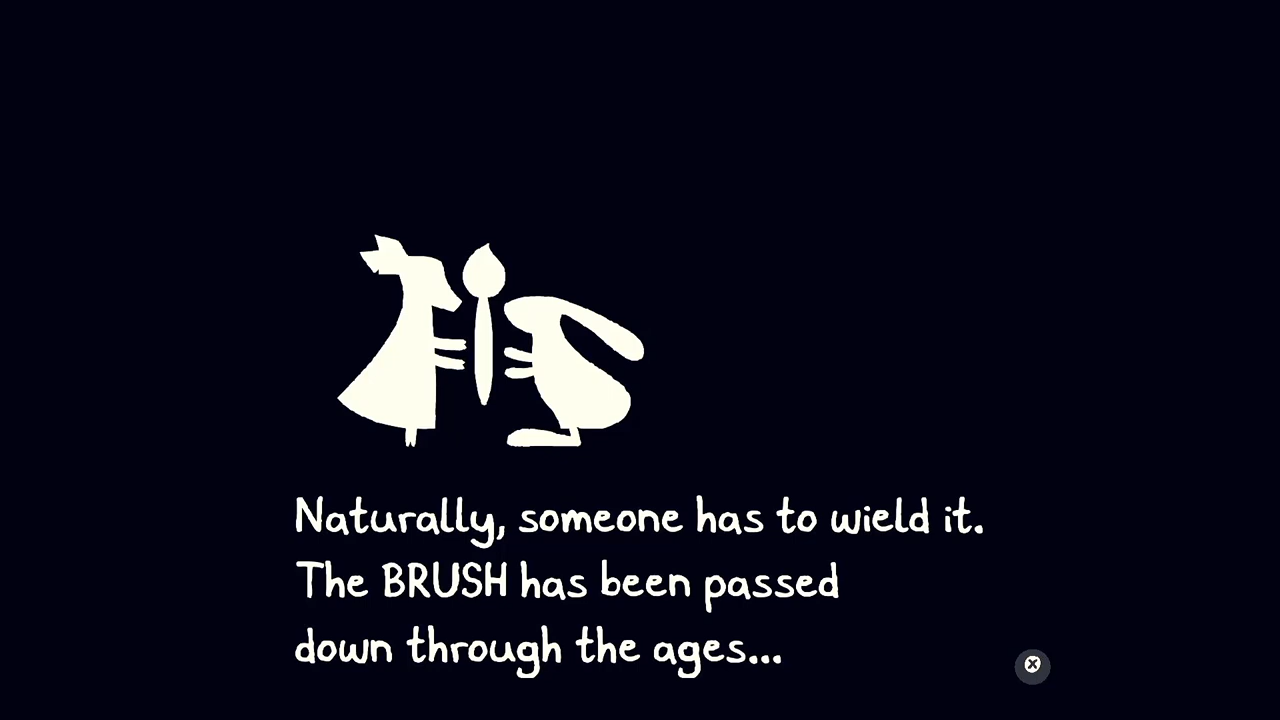 Naturally, someone has to wield it.
The BRUSH has been passed
down through the ages...